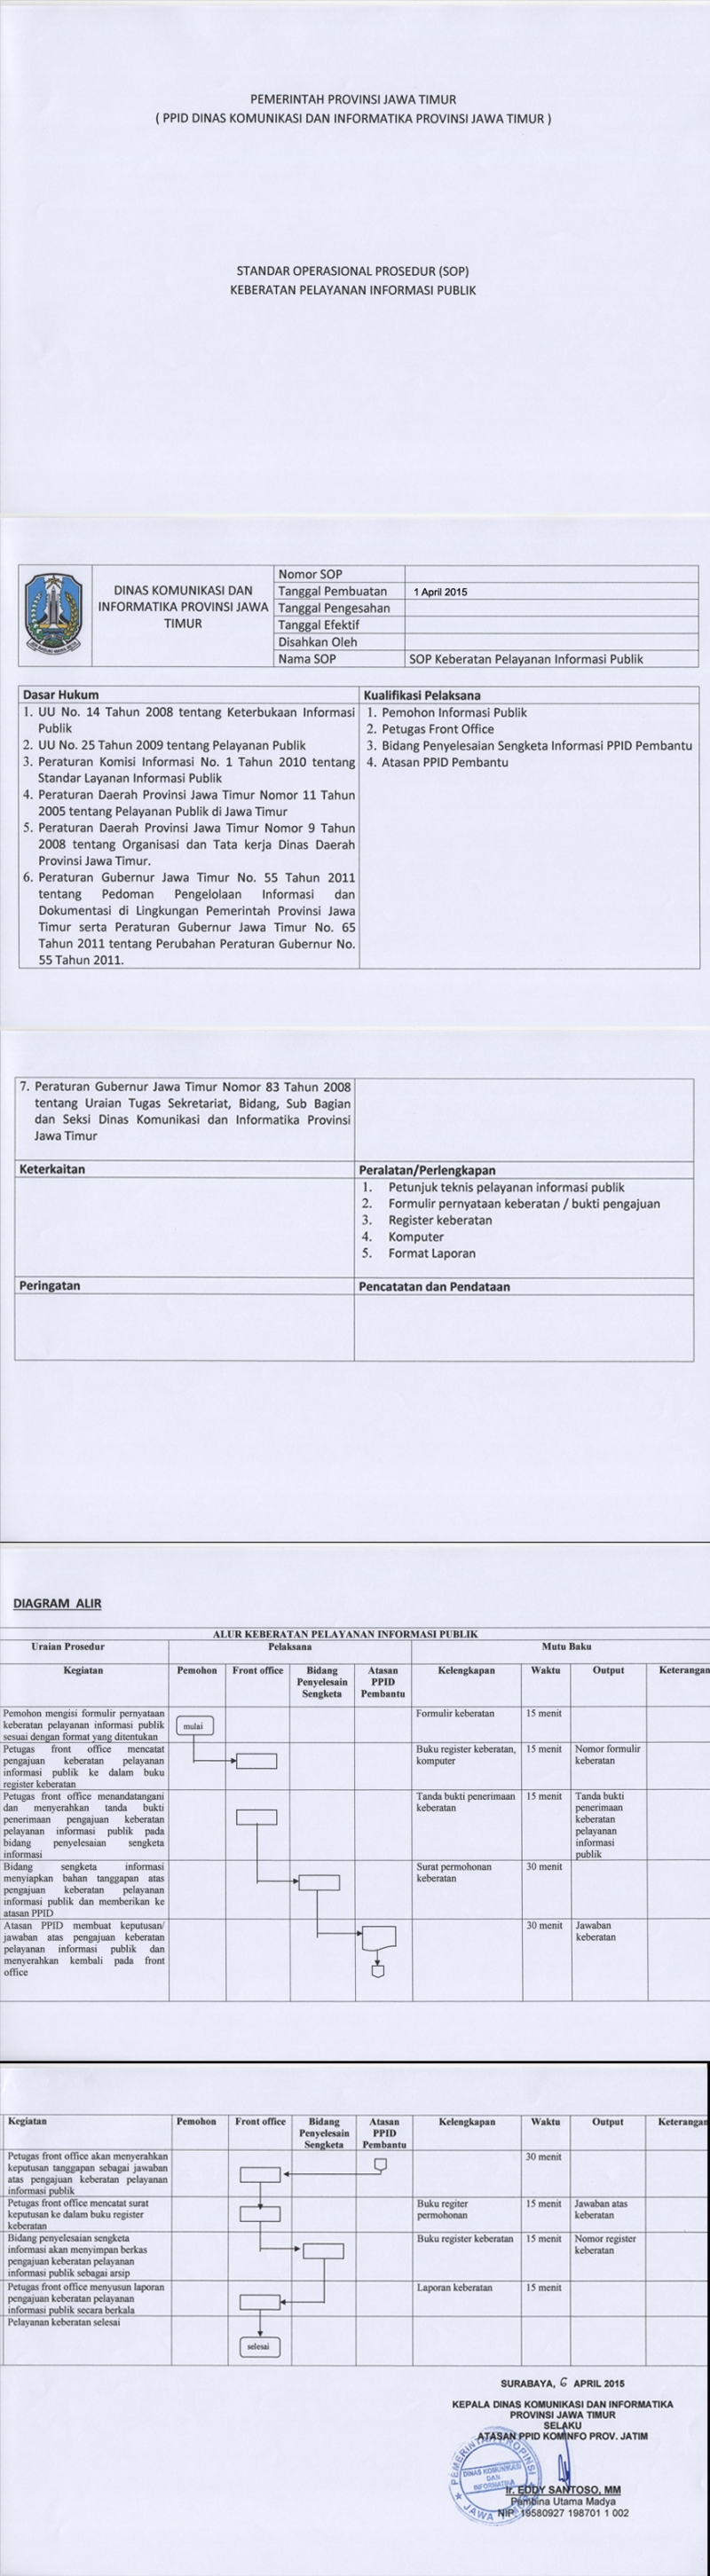 PEMERINTAH PROVINSI JAWA TIMUR
( PPID DINAS KOMUNIKASI DAN INFORMATIKA PROVINSI JAWA TIMUR )
STANDAR OPERASIONAL PROSEDUR (SOP)
KEBERATAN PELAYANAN INFORMASI PUBLIK
DINAS KOMUNIKASI DAN
INFORMATIKA PROVINSI JAWA
TIMUR
Nomor SOP
Tanggal Pembuatan 1 April 2015
Tanggal Pengesahan
Tanggal Efektif
Disahkan Oleh
Nama SOP SOP Keberatan Pelayanan Informasi Publik
Dasar Hukum
1. UU No. 14 Tahun 2008 tentang Keterbukaan Informasi
Publik
2. UU No. 25 Tahun 2009 tentang Pelayanan Publik
3. Peraturan Komisi Informasi No. 1 Tahun 2010 tentang
Standar Layanan Informasi Publik
4. Peraturan Daerah Provinsi Jawa Timur Nomor 11 Tahun
2005 tentang Pelayanan Publik di Jawa Timur
5. Peraturan Daerah Provinsi Jawa Timur Nomor 9 Tahun
2008 tentang Organisasi dan Tata kerja Dinas Daerah
Provinsi Jawa Timur.
6. Peraturan Gubernur Jawa Timur No. 55 Tahun 2011
tentang Pedoman Pengelolaan Informasi dan
Dokumentasi di Lingkungan Pemerintah Provinsi Jawa
Timur serta Peraturan Gubernur Jawa Timur No. 65
Tahun 2011 tentang Perubahan Peraturan Gubernur No.
55 Tahun 2011.
Kualifikasi Pelaksana
1. Pemohon Informasi Publik
2. Petugas Front Office
3. Bidang Penyelesaian Sengketa Informasi PPID Pembantu
4. Atasan PPID Pembantu
7. Peraturan Gubernur Jawa Timur Nomor 83 Tahun 2008
tentang Uraian Tugas Sekretariat, Bidang, Sub Bagian
dan Seksi Dinas Komunikasi dan Informatika Provinsi
Jawa Timur
Keterkaitan
Peralatan/Perlengkapan
1. Petunjuk teknis pelayanan informasi publik
2. Formulir pernyataan keberatan / bukti pengajuan
3. Register keberatan
4. Komputer
5. Format Laporan
Peringatan
Pencatatan dan Pendataan
DIAGRAM ALIR
ALUR KEBERATAN PELAYANAN INFORMASI PUBLIK
Uraian Prosedur Pelaksana Mutu Baku
Kegiatan
Pemohon
Front office
Bidang
Penyelesain
Sengketa
Atasan
PPID
Pembantu
Kelengkapan
Waktu
Output
Keterangan
Pemohon mengisi formulir pernyataan
keberatan pelayanan informasi publik
sesuai dengan format yang ditentukan
mulai
Formulir keberatan
15 menit
Petugas front office mencatat
pengajuan keberatan pelayanan
informasi publik ke dalam buku
register keberatan
Buku register keberatan,
komputer
15 menit
Nomor formulir
keberatan
Petugas front office menandatangani
dan menyerahkan tanda bukti
penerimaan pengajuan keberatan
pelayanan informasi publik pada
bidang penyelesaian sengketa
informasi
Tanda bukti penerimaan
keberatan
15 menit
Tanda bukti
penerimaan
keberatan
pelayanan
informasi
publik
Bidang sengketa informasi
menyiapkan bahan tanggapan atas
pengajuan keberatan pelayanan
informasi publik dan memberikan ke
atasan PPID
Surat permohonan
keberatan
30 menit
Atasan PPID membuat keputusan/
jawaban atas pengajuan keberatan
pelayanan informasi publik dan
menyerahkan kembali pada front
office
30 menit
Jawaban
keberatan
Kegiatan
Pemohon
Front office
Bidang
Penyelesain
Sengketa
Atasan
PPID
Pembantu
Kelengkapan
Waktu
Output
Keterangan
Petugas front office akan menyerahkan
keputusan tanggapan sebagai jawaban
atas pengajuan keberatan pelayanan
informasi publik
30 menit
Petugas front office mencatat surat
keputusan ke dalam buku register
keberatan
Buku regiter
permohonan
15 menit
Jawaban atas
keberatan
Bidang penyelesaian sengketa
informasi akan menyimpan berkas
pengajuan keberatan pelayanan
informasi publik sebagai arsip
Buku register keberatan
15 menit
Nomor register
keberatan
Petugas front office menyusun laporan
pengajuan keberatan pelayanan
informasi publik secara berkala
Laporan keberatan
15 menit
Pelayanan keberatan selesai
selesai
SURABAYA, 6 APRIL 2015
KEPALA DINAS KOMUNIKASI DAN INFORMATIKA
PROVINSI JAWA TIMUR
SELAKU
ATASAN PPID KOMINFO PROV. JATIM
PEMERINTAH PROPINSI
DINAS KOMUNIKASI
DAN
INFORMATIKA
JAWA TIMUR
Ir. EDDY SANTOSO, MM
Pembina Utama Madya
NIP. 19580927 198701 1 002